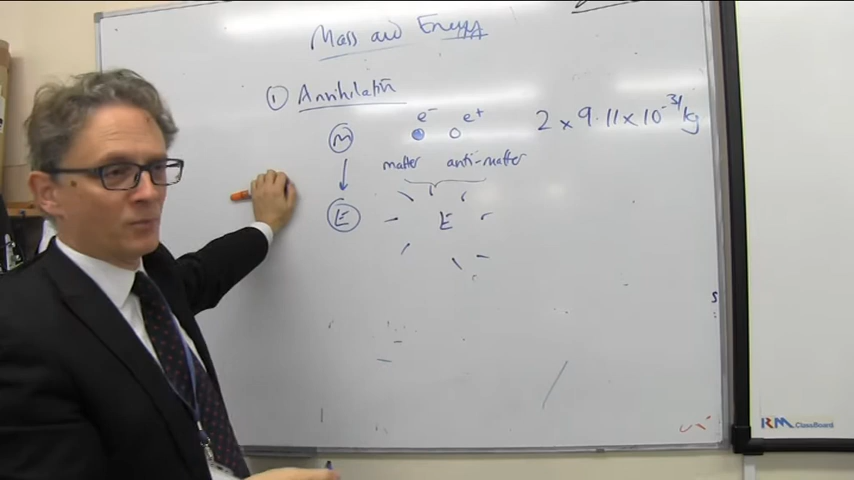 Mass and Energy
① Annihilation
m e⁻ e⁺ 2 × 9.11 × 10⁻³¹ kg
matter anti-matter
E E
S
RM ClassBoard